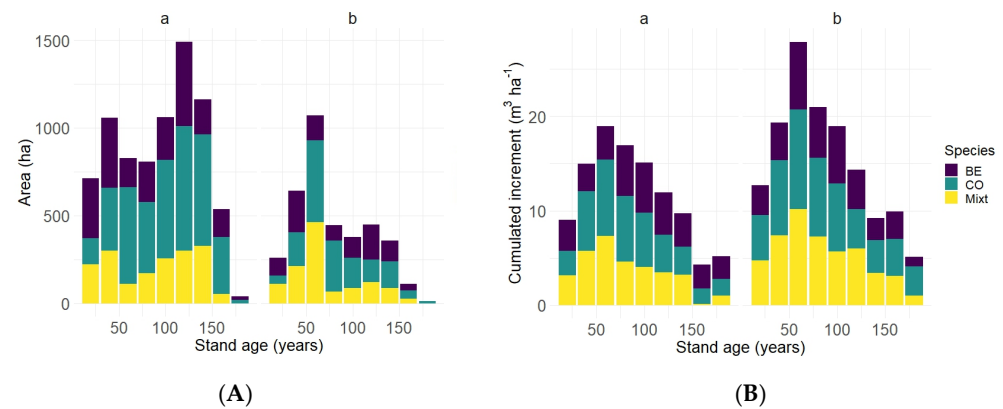 a b
1500
1000
500
0
Area (ha)
50 100 150 50 100 150
Stand age (years)
(A)
a b
20
10
0
Cumulated increment (m³ ha⁻¹)
50 100 150 50 100 150
Stand age (years)
Species
BE
CO
Mixt
(B)